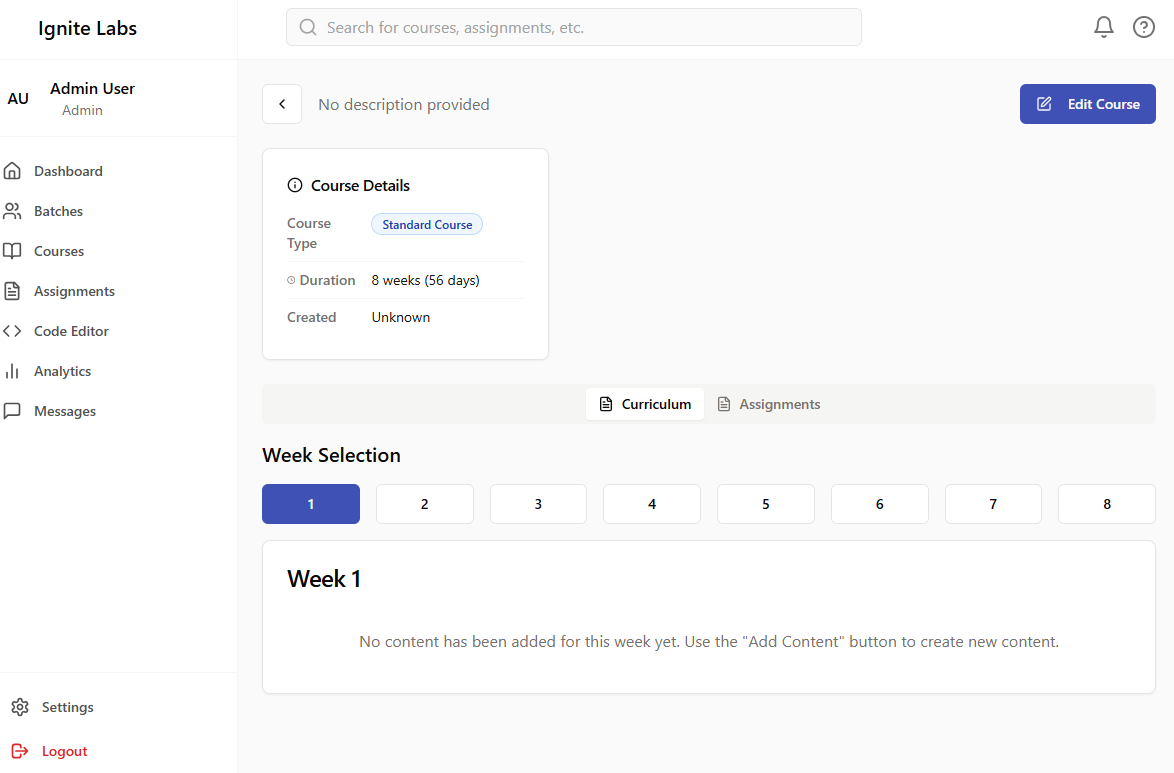 Ignite Labs
Search for courses, assignments, etc.
AU
Admin User
Admin
Dashboard
Batches
Courses
Assignments
Code Editor
Analytics
Messages
Settings
Logout
No description provided
Edit Course
Course Details
Course
Type
Standard Course
Duration
8 weeks (56 days)
Created
Unknown
Curriculum
Assignments
Week Selection
1 2 3 4 5 6 7 8
Week 1
No content has been added for this week yet. Use the "Add Content" button to create new content.